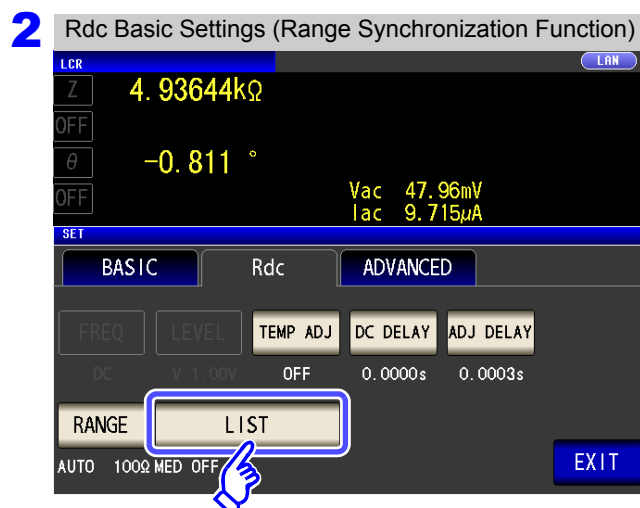 2 Rdc Basic Settings (Range Synchronization Function)
LCR LAN
Z 4.93644kΩ
OFF
θ -0.811 °
OFF Vac 47.96mV
Iac 9.715μA
SET
BASIC Rdc ADVANCED
FREQ LEVEL TEMP ADJ DC DELAY ADJ DELAY
DC V 1.00V OFF 0.0000s 0.0003s
RANGE LIST
AUTO 100Ω MED OFF EXIT